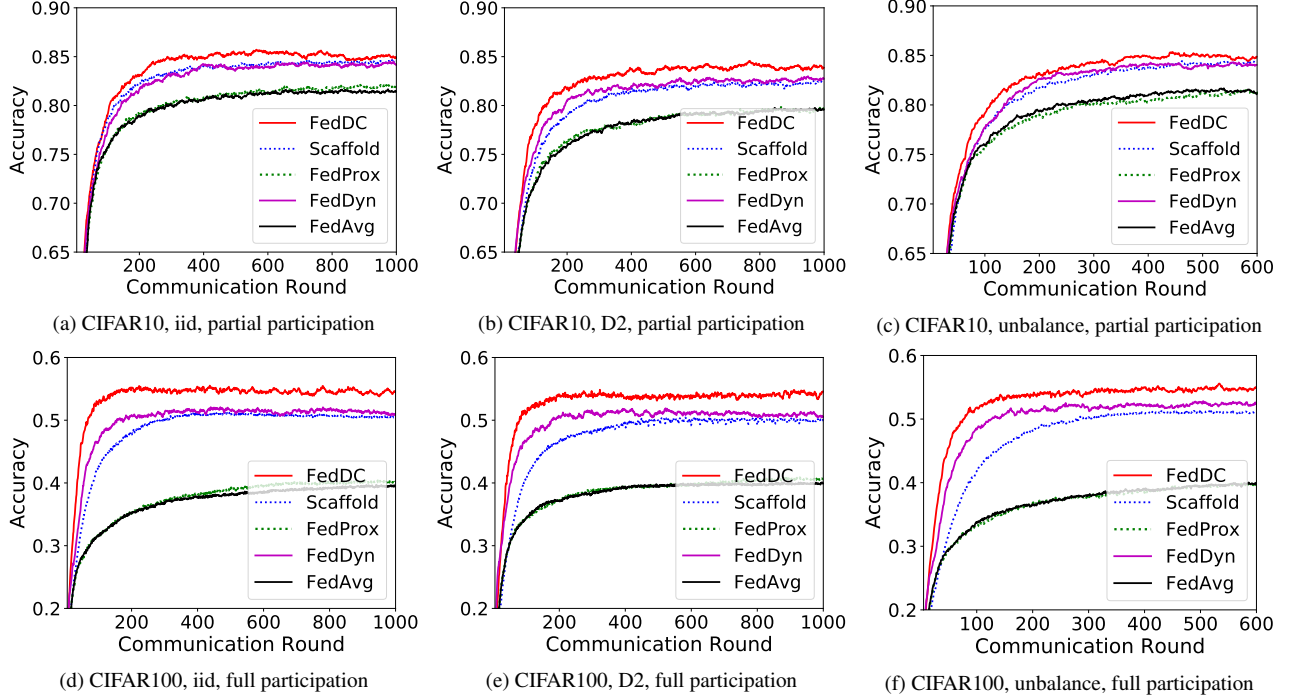 0.90
0.85
0.80
0.75
0.70
0.65
Accuracy
200 400 600 800 1000
Communication Round
FedDC
Scaffold
FedProx
FedDyn
FedAvg
(a) CIFAR10, iid, partial participation
0.90
0.85
0.80
0.75
0.70
0.65
Accuracy
200 400 600 800 1000
Communication Round
FedDC
Scaffold
FedProx
FedDyn
FedAvg
(b) CIFAR10, D2, partial participation
0.90
0.85
0.80
0.75
0.70
0.65
Accuracy
100 200 300 400 500 600
Communication Round
FedDC
Scaffold
FedProx
FedDyn
FedAvg
(c) CIFAR10, unbalance, partial participation
0.6
0.5
0.4
0.3
0.2
Accuracy
200 400 600 800 1000
Communication Round
FedDC
Scaffold
FedProx
FedDyn
FedAvg
(d) CIFAR100, iid, full participation
0.6
0.5
0.4
0.3
0.2
Accuracy
200 400 600 800 1000
Communication Round
FedDC
Scaffold
FedProx
FedDyn
FedAvg
(e) CIFAR100, D2, full participation
0.6
0.5
0.4
0.3
0.2
Accuracy
100 200 300 400 500 600
Communication Round
FedDC
Scaffold
FedProx
FedDyn
FedAvg
(f) CIFAR100, unbalance, full participation